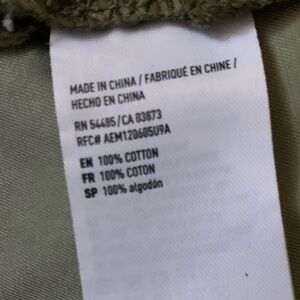 MADE IN CHINA / FABRIQUÉ EN CHINE /
HECHO EN CHINA
RN 54485/CA 03873
RFC# AEM120605U9A
EN 100% COTTON
FR 100% COTON
SP 100% algodón